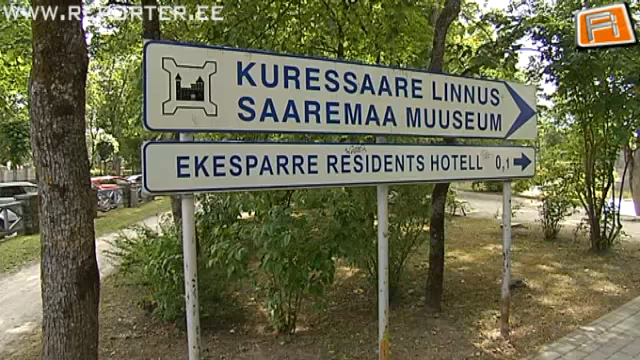 WWW.REPORTER.EE
KURESSAARE LINNUS
SAAREMAA MUUSEUM
EKESPARRE RESIDENTS HOTELL 0,1